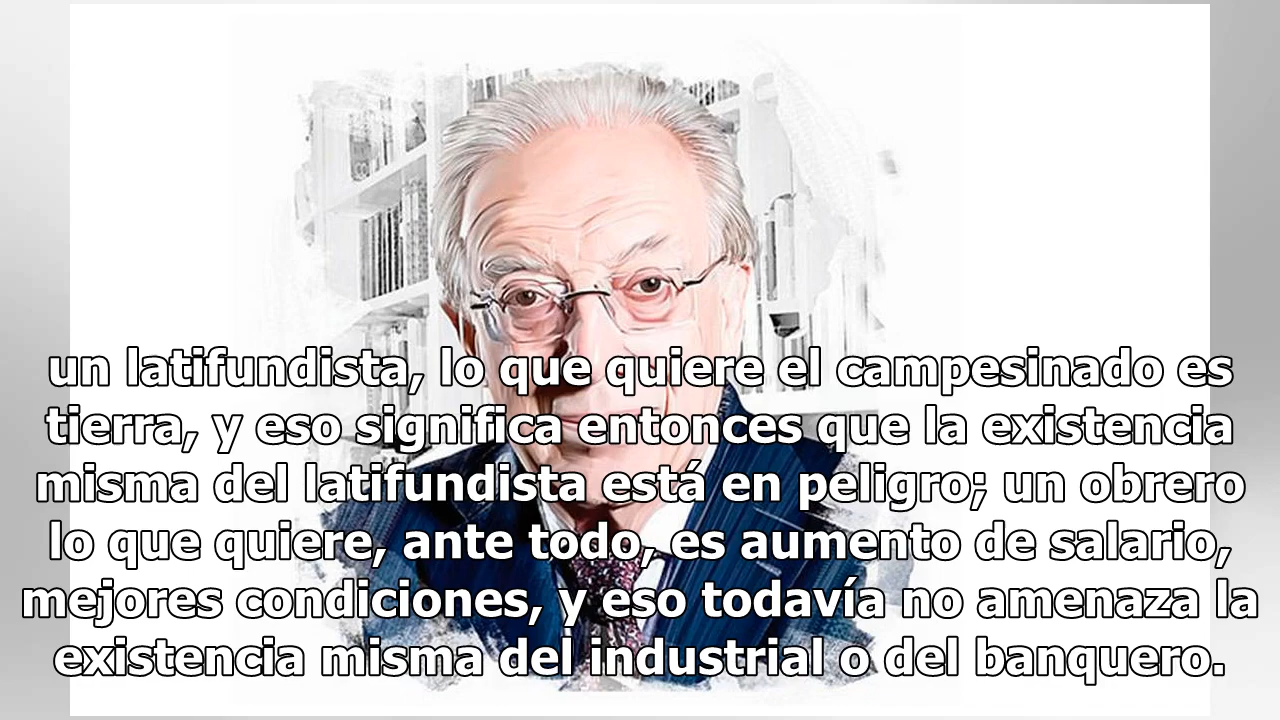 un latifundista, lo que quiere el campesinado es
tierra, y eso significa entonces que la existencia
misma del latifundista está en peligro; un obrero
lo que quiere, ante todo, es aumento de salario,
mejores condiciones, y eso todavía no amenaza la
existencia misma del industrial o del banquero.